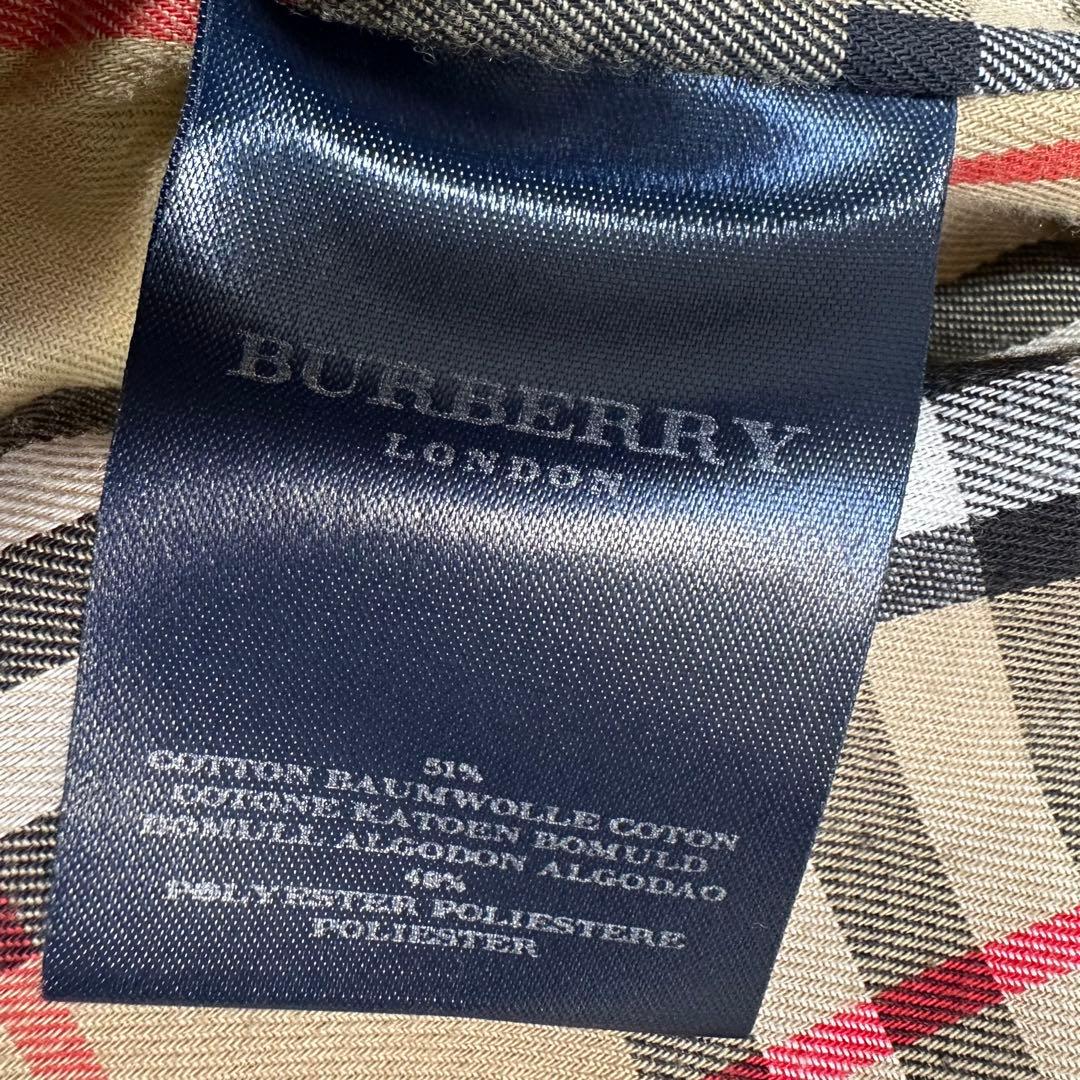 BURBERRY
LONDON
51%
COTTON BAUMWOLLE COTON
COTONE KATOEN BOMULD
BOMULL ALGODON ALGODAO
49%
POLYESTER POLIESTERE
POLIESTER